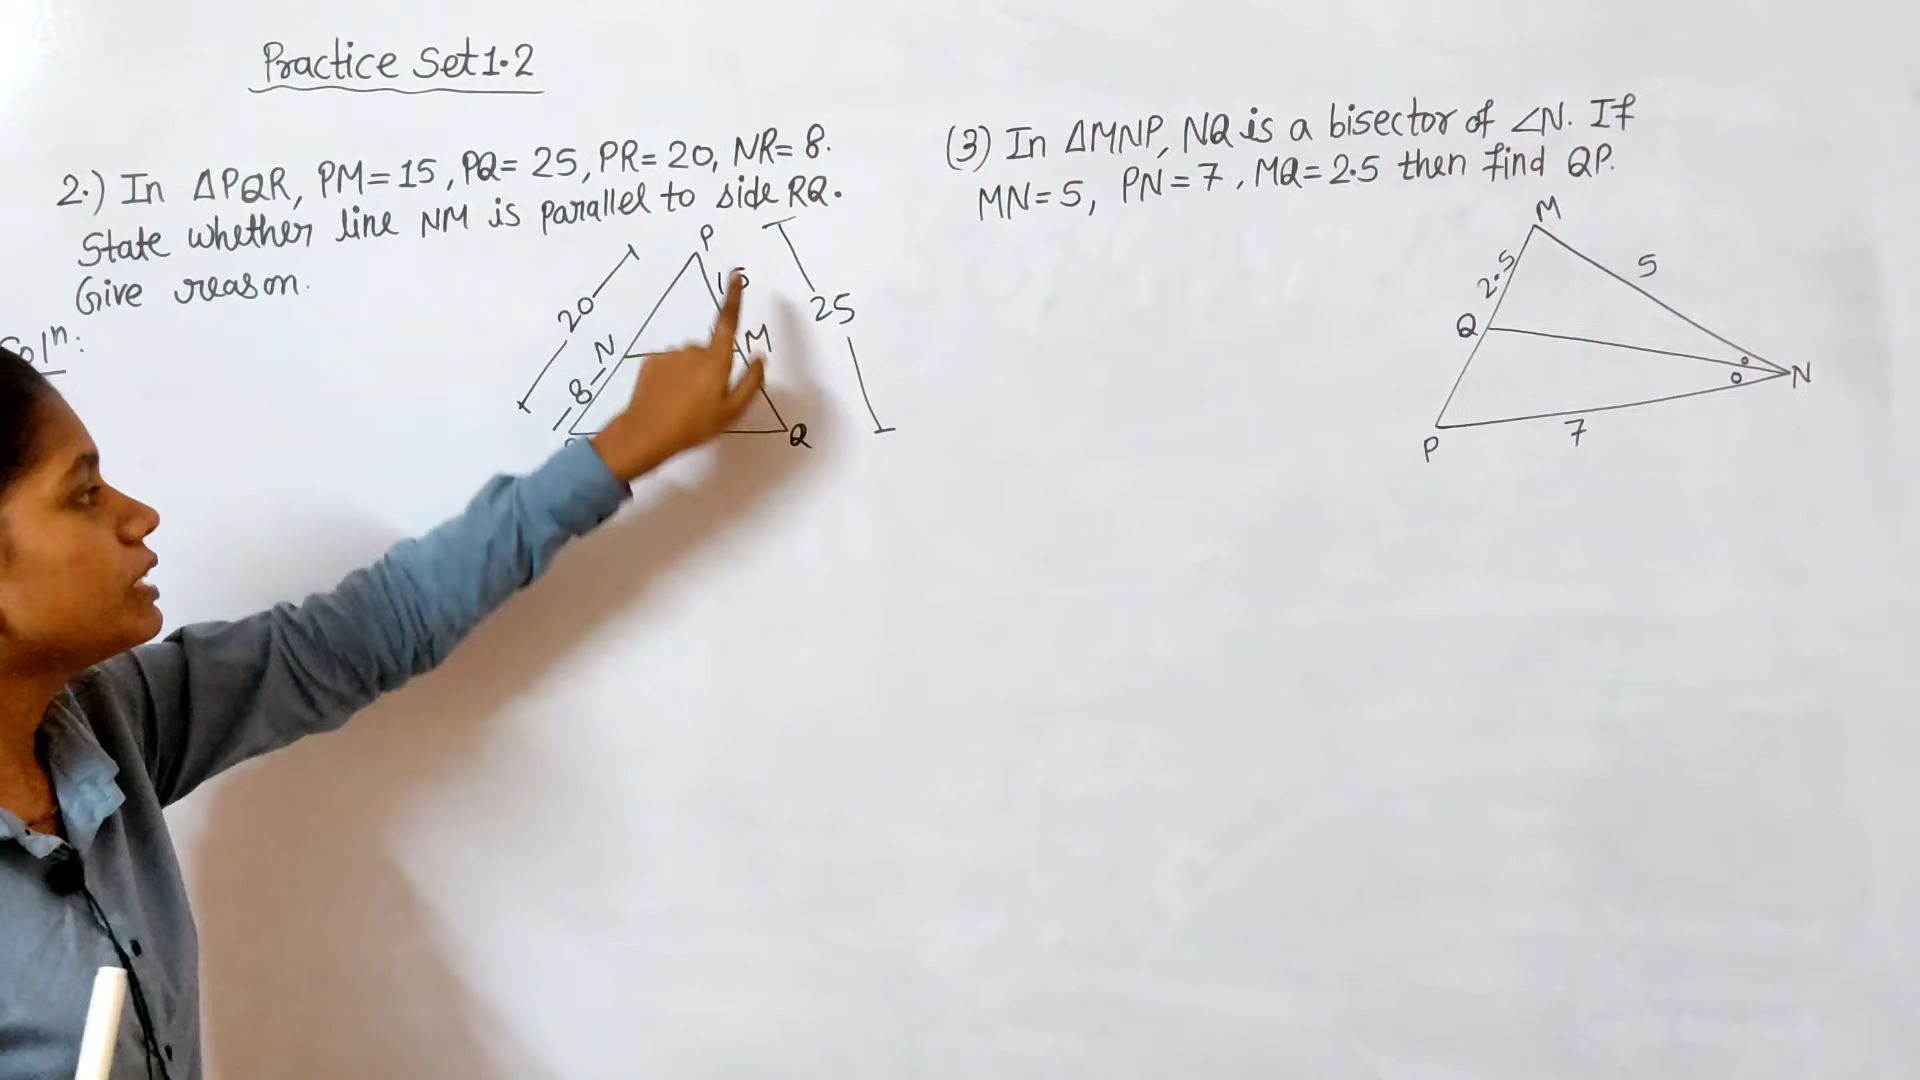 Practice Set 1.2
2.) In ΔPQR, PM=15, PQ=25, PR=20, NR=8.
State whether line NM is parallel to side RQ.
Give reason.
Solⁿ:
P
15
20
25
N
M
8
Q
(3) In ΔMNP, NQ is a bisector of ∠N. If
MN=5, PN=7, MQ=2.5 then find QP.
M
2.5
5
Q
N
P
7